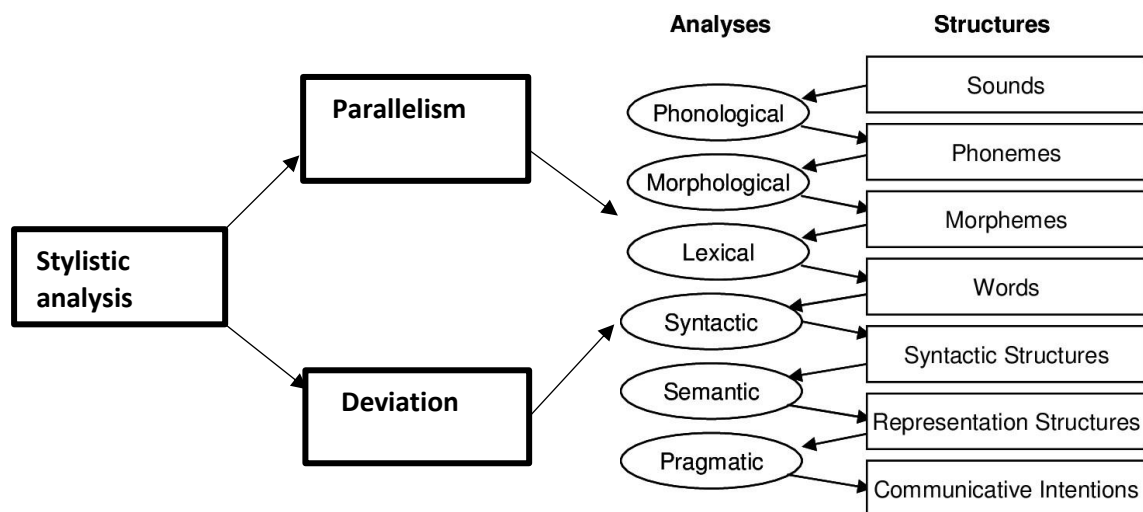 Analyses
Structures
Parallelism
Deviation
Stylistic
analysis
Phonological
Morphological
Lexical
Syntactic
Semantic
Pragmatic
Sounds
Phonemes
Morphemes
Words
Syntactic Structures
Representation Structures
Communicative Intentions